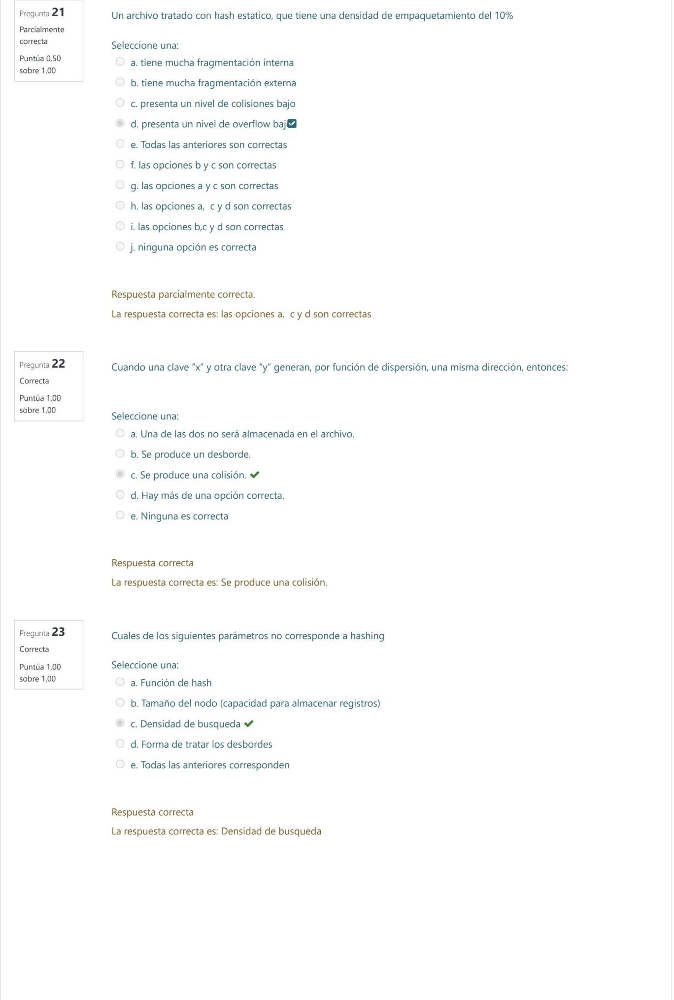 Pregunta 21
Parcialmente
correcta
Puntúa 0,50
sobre 1,00
Un archivo tratado con hash estatico, que tiene una densidad de empaquetamiento del 10%
Seleccione una:
a. tiene mucha fragmentación interna
b. tiene mucha fragmentación externa
c. presenta un nivel de colisiones bajo
d. presenta un nivel de overflow baj
e. Todas las anteriores son correctas
f. las opciones b y c son correctas
g. las opciones a y c son correctas
h. las opciones a, c y d son correctas
i. las opciones b,c y d son correctas
j. ninguna opción es correcta
Respuesta parcialmente correcta.
La respuesta correcta es: las opciones a, c y d son correctas
Pregunta 22
Correcta
Puntúa 1,00
sobre 1,00
Cuando una clave “x” y otra clave “y” generan, por función de dispersión, una misma dirección, entonces:
Seleccione una:
a. Una de las dos no será almacenada en el archivo.
b. Se produce un desborde.
c. Se produce una colisión.
d. Hay más de una opción correcta.
e. Ninguna es correcta
Respuesta correcta
La respuesta correcta es: Se produce una colisión.
Pregunta 23
Correcta
Puntúa 1,00
sobre 1,00
Cuales de los siguientes parámetros no corresponde a hashing
Seleccione una:
a. Función de hash
b. Tamaño del nodo (capacidad para almacenar registros)
c. Densidad de busqueda
d. Forma de tratar los desbordes
e. Todas las anteriores corresponden
Respuesta correcta
La respuesta correcta es: Densidad de busqueda